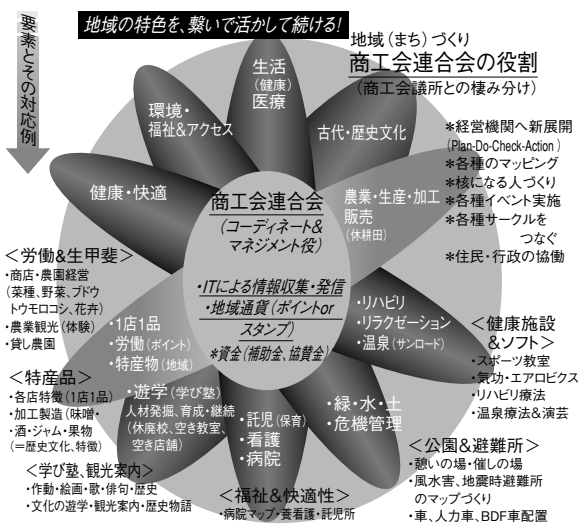 地域の特色を、繋いで活かして続ける!
要素とその対応例
地域(まち)づくり
商工会連合会の役割
(商工会議所との棲み分け)
*経営機関へ新展開
(Plan-Do-Check-Action)
*各種のマッピング
*核になる人づくり
*各種イベント実施
*各種サークルを
つなぐ
*住民・行政の協働
生活
(健康)
医療
環境・
福祉&アクセス
古代・歴史文化
健康・快適
農業・生産・加工
販売
(休耕田)
商工会連合会
(コーディネート&
マネジメント役)
・ITによる情報収集・発信
・地域通貨(ポイントor
スタンプ)
*資金(補助金、協賛金)
・1店1品
・労働(ポイント)
・特産物(地域)
・リハビリ
・リラクゼーション
・温泉(サンロード)
・遊学(学び塾)
人材発掘、育成・継続
(休廃校、空き教室、
空き店舗)
・託児(保育)
・看護
・病院
・緑・水・土
・危機管理
<労働&生甲斐>
・商店・農園経営
(菜種、野菜、ブドウ
トウモロコシ、花卉)
・農業観光(体験)
・貸し農園
<特産品>
・各店特徴(1店1品)
・加工製造(味噌・
・酒・ジャム・果物
(=歴史文化、特徴)
<学び塾、観光案内>
・作動・絵画・歌・俳句・歴史
・文化の遊学・観光案内・歴史物語
<福祉&快適性>
・病院マップ・養看護・託児所
<健康施設
&ソフト>
・スポーツ教室
・気功・エアロビクス
・リハビリ療法
・温泉療法&演芸
<公園&避難所>
・憩いの場・催しの場
・風水害、地震時避難所
のマップづくり
・車、人力車、BDF車配置